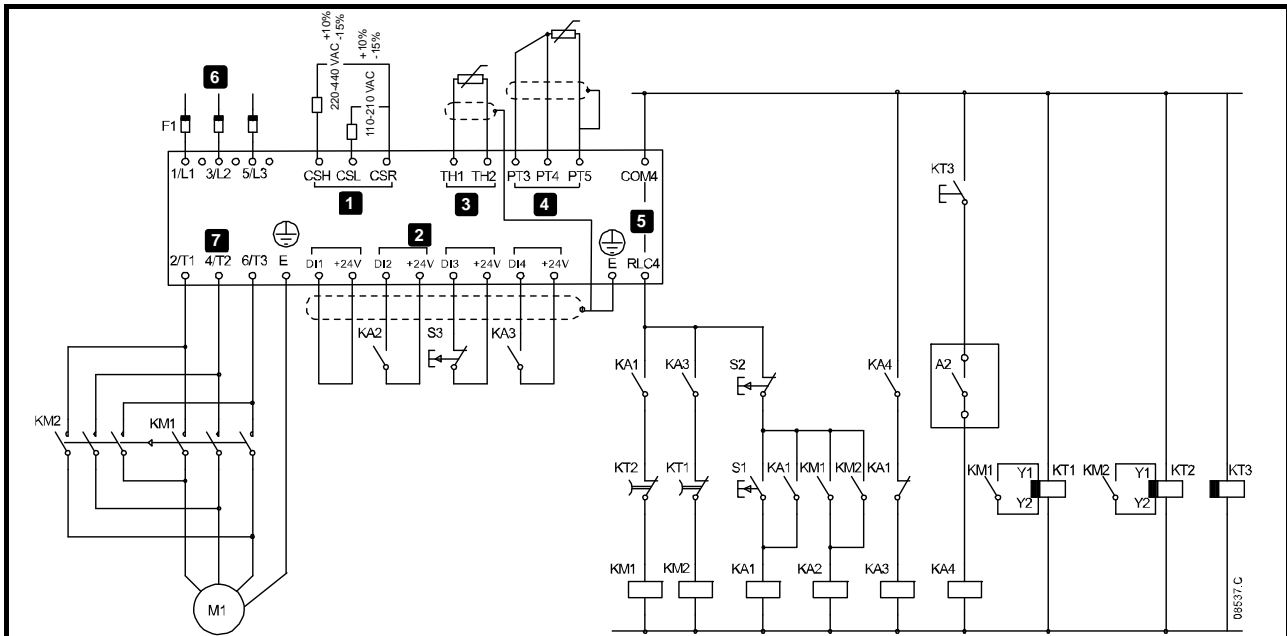 220-440 VAC +10% -15%
110-210 VAC +10% -15%
6
F1
1/L1 3/L2 5/L3 CSH CSL CSR TH1 TH2 PT3 PT4 PT5 COM4
1 3 4 5
7 2
2/T1 4/T2 6/T3 E DI1 +24V DI2 +24V DI3 +24V DI4 +24V E RLC4
KT3
KA2 S3 KA3
KA1 KA3 S2 KA4 A2
KM2 KM1
KT2 KT1 S1 KA1 KM1 KM2 KA1 KM1 Y1 KT1 KM2 Y1 KT2 KT3
Y2 Y2
KM1 KM2 KA1 KA2 KA3 KA4
M1
08537.C